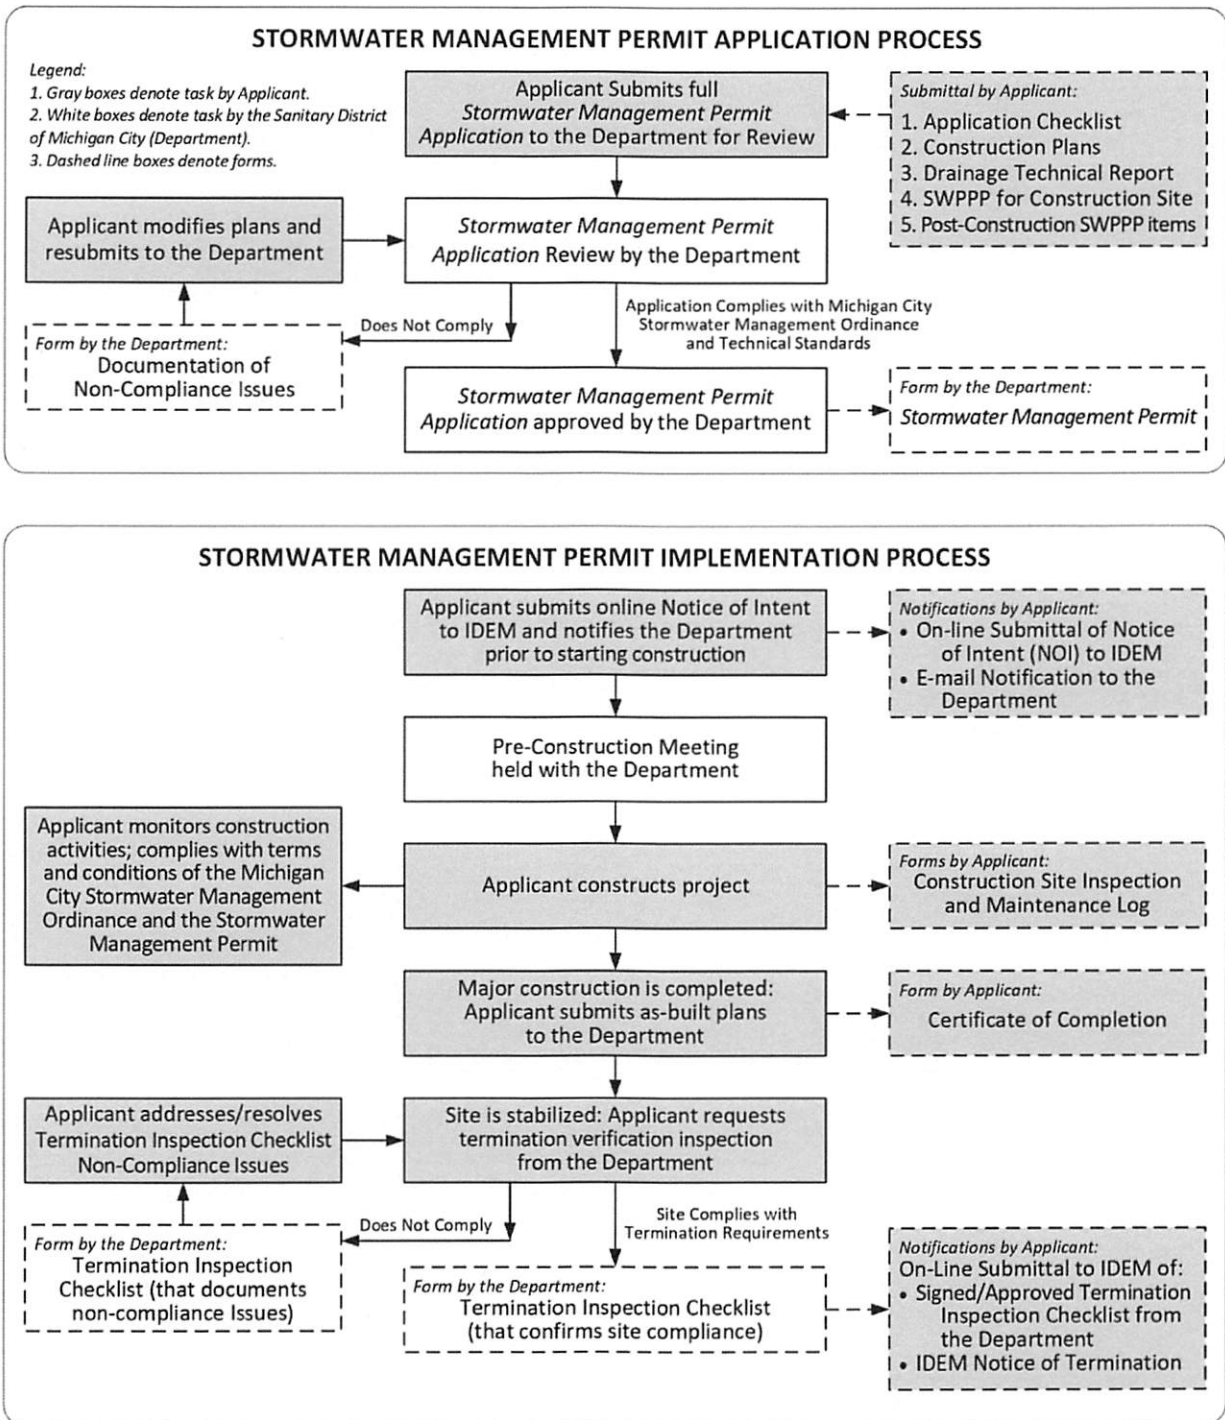 STORMWATER MANAGEMENT PERMIT APPLICATION PROCESS
Legend:
1. Gray boxes denote task by Applicant.
2. White boxes denote task by the Sanitary District
of Michigan City (Department).
3. Dashed line boxes denote forms.
Applicant Submits full
Stormwater Management Permit
Application to the Department for Review
Submittal by Applicant:
1. Application Checklist
2. Construction Plans
3. Drainage Technical Report
4. SWPPP for Construction Site
5. Post-Construction SWPPP items
Applicant modifies plans and
resubmits to the Department
Stormwater Management Permit
Application Review by the Department
Does Not Comply
Application Complies with Michigan City
Stormwater Management Ordinance
and Technical Standards
Form by the Department:
Documentation of
Non-Compliance Issues
Stormwater Management Permit
Application approved by the Department
Form by the Department:
Stormwater Management Permit
STORMWATER MANAGEMENT PERMIT IMPLEMENTATION PROCESS
Applicant submits online Notice of Intent
to IDEM and notifies the Department
prior to starting construction
Notifications by Applicant:
• On-line Submittal of Notice
of Intent (NOI) to IDEM
• E-mail Notification to the
Department
Pre-Construction Meeting
held with the Department
Applicant monitors construction
activities; complies with terms
and conditions of the Michigan
City Stormwater Management
Ordinance and the Stormwater
Management Permit
Applicant constructs project
Forms by Applicant:
Construction Site Inspection
and Maintenance Log
Major construction is completed:
Applicant submits as-built plans
to the Department
Form by Applicant:
Certificate of Completion
Applicant addresses/resolves
Termination Inspection Checklist
Non-Compliance Issues
Site is stabilized: Applicant requests
termination verification inspection
from the Department
Does Not Comply
Site Complies with
Termination Requirements
Form by the Department:
Termination Inspection
Checklist (that documents
non-compliance Issues)
Form by the Department:
Termination Inspection Checklist
(that confirms site compliance)
Notifications by Applicant:
On-Line Submittal to IDEM of:
• Signed/Approved Termination
Inspection Checklist from
the Department
• IDEM Notice of Termination